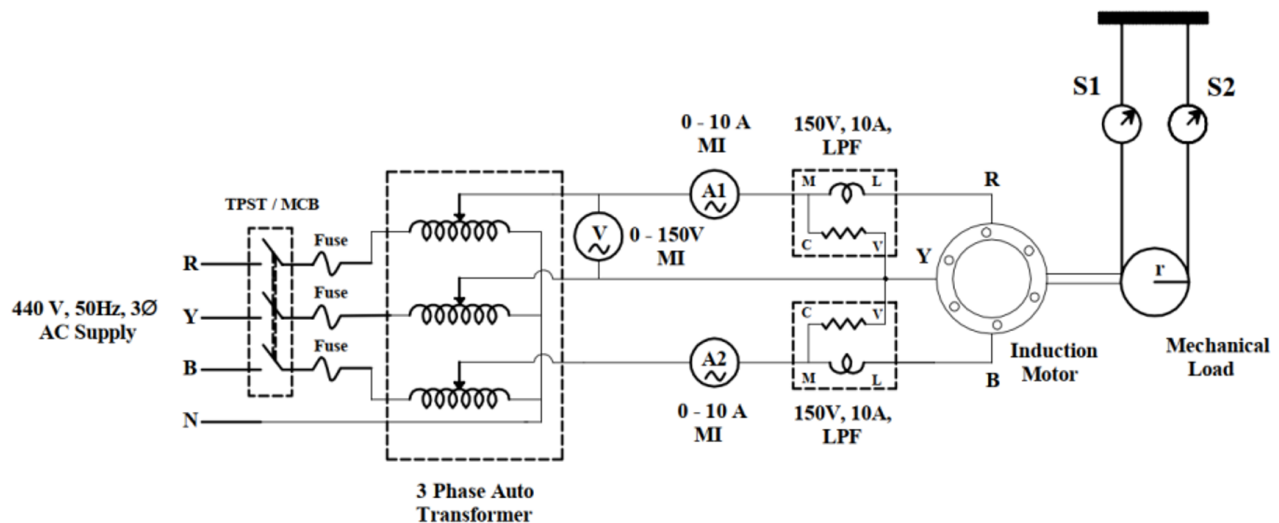 S1
S2
0 - 10 A
MI
150V, 10A,
LPF
TPST / MCB
A1
M
L
R
Fuse
V
0 - 150V
MI
C
V
R
Y
r
440 V, 50Hz, 3Ø
AC Supply
Fuse
Y
Fuse
C
V
B
A2
M
L
B
Induction
Motor
Mechanical
Load
N
0 - 10 A
MI
150V, 10A,
LPF
3 Phase Auto
Transformer